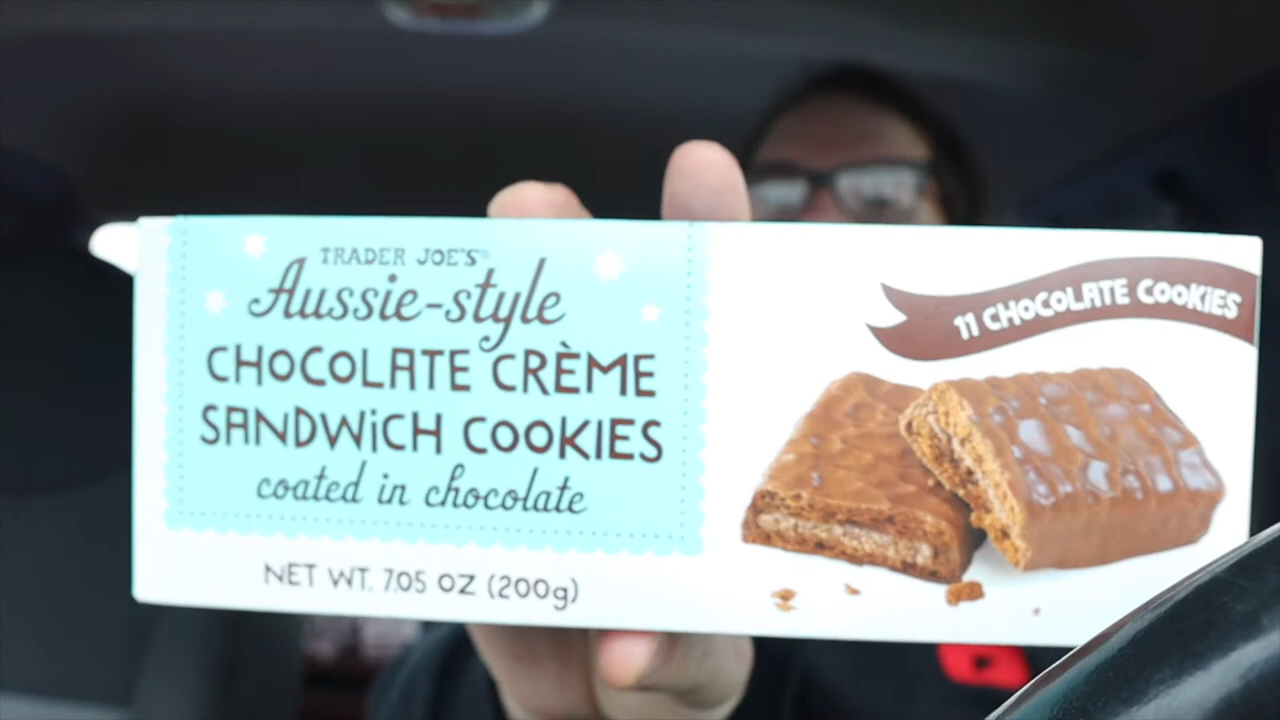 TRADER JOE'S®
Aussie-style
CHOCOLATE CRÈME
SANDWiCH COOKiES
coated in chocolate
NET WT. 7.05 OZ (200g)
11 CHOCOLATE COOKiES